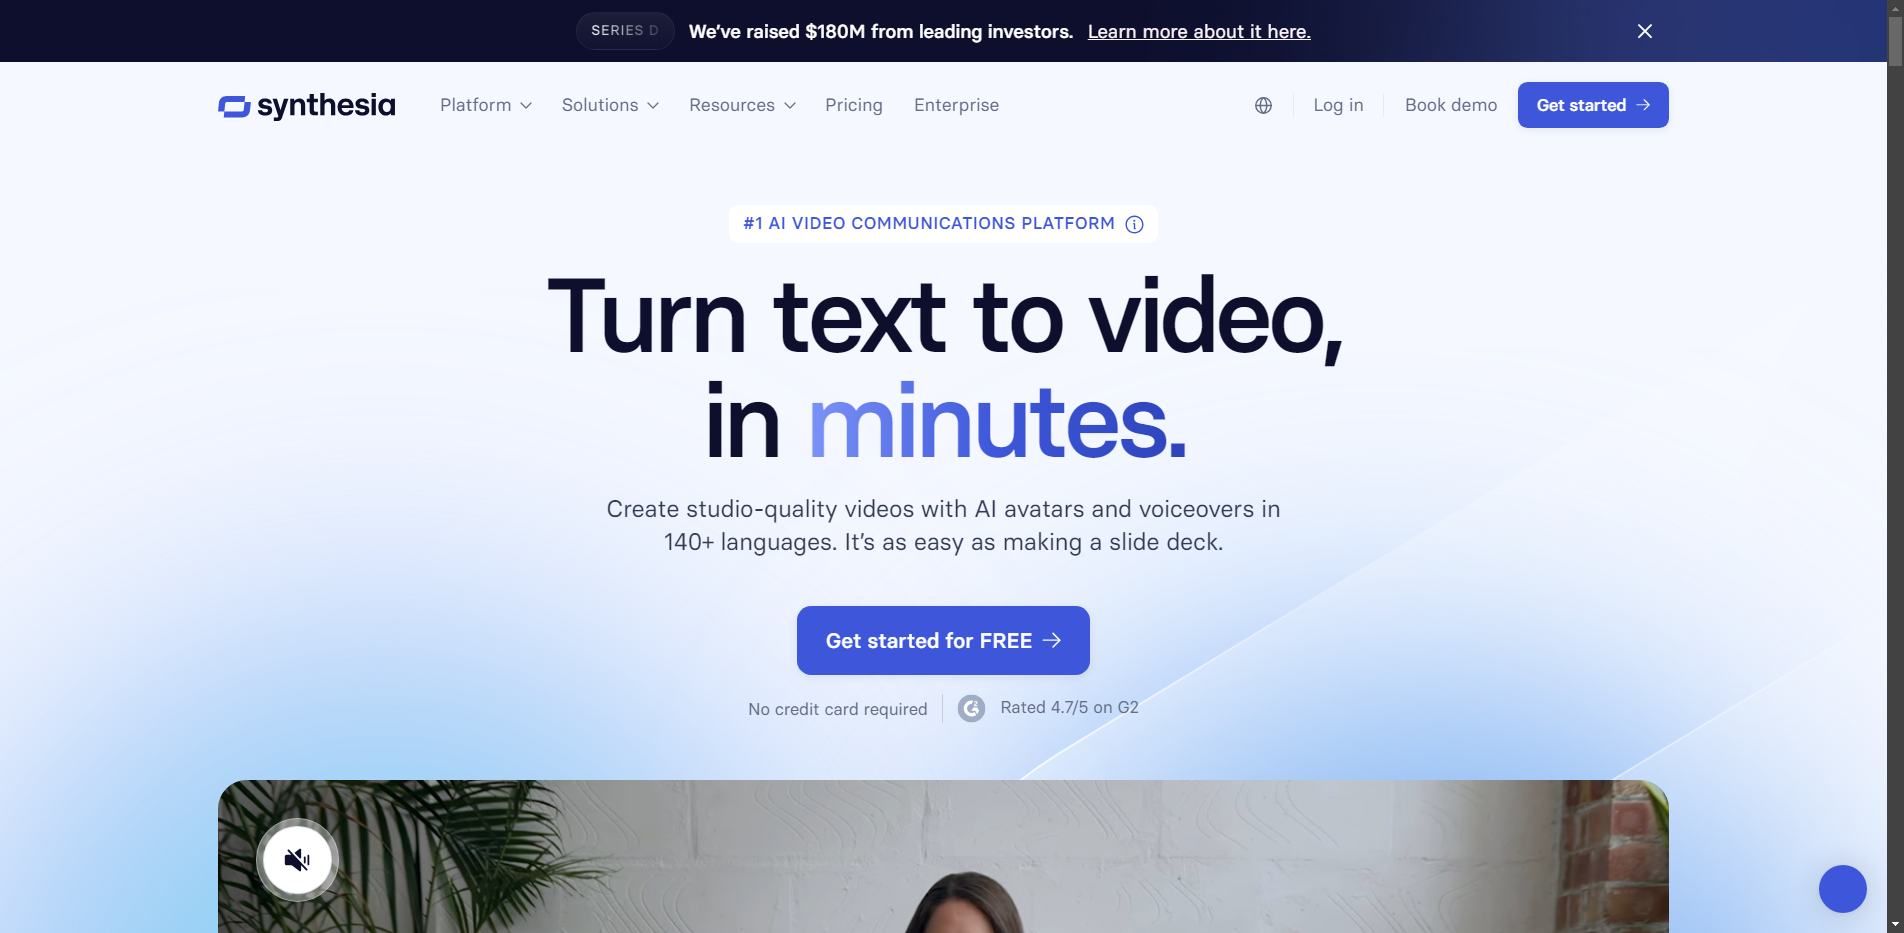 SERIES D
We’ve raised $180M from leading investors. Learn more about it here.
synthesia
Platform
Solutions
Resources
Pricing
Enterprise
Log in
Book demo
Get started
#1 AI VIDEO COMMUNICATIONS PLATFORM
Turn text to video,
in minutes.
Create studio-quality videos with AI avatars and voiceovers in
140+ languages. It’s as easy as making a slide deck.
Get started for FREE
No credit card required
Rated 4.7/5 on G2